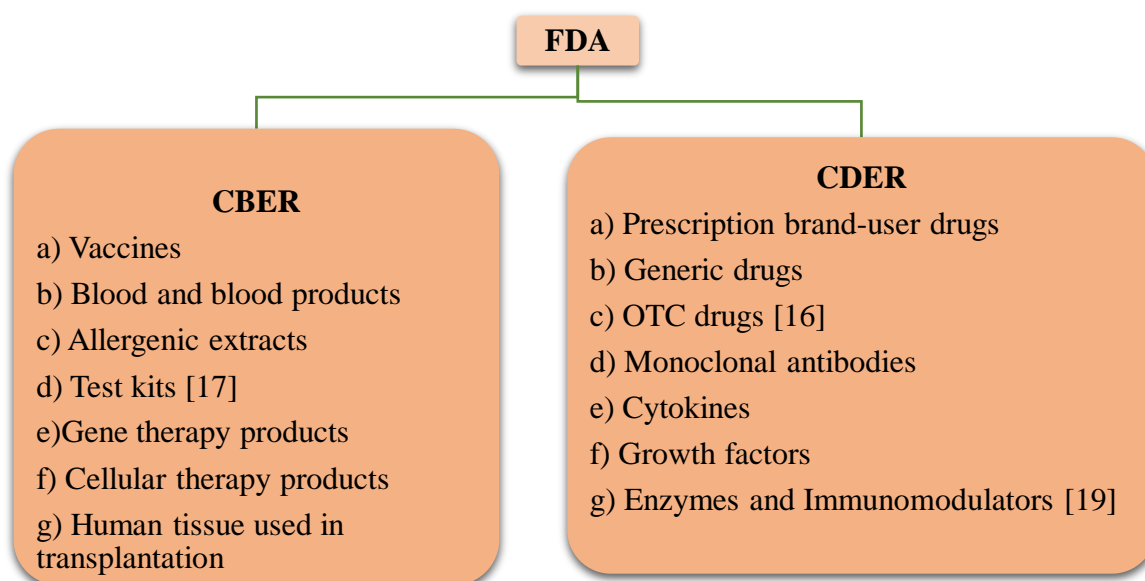 FDA
CBER
a) Vaccines
b) Blood and blood products
c) Allergenic extracts
d) Test kits [17]
e)Gene therapy products
f) Cellular therapy products
g) Human tissue used in
transplantation
CDER
a) Prescription brand-user drugs
b) Generic drugs
c) OTC drugs [16]
d) Monoclonal antibodies
e) Cytokines
f) Growth factors
g) Enzymes and Immunomodulators [19]